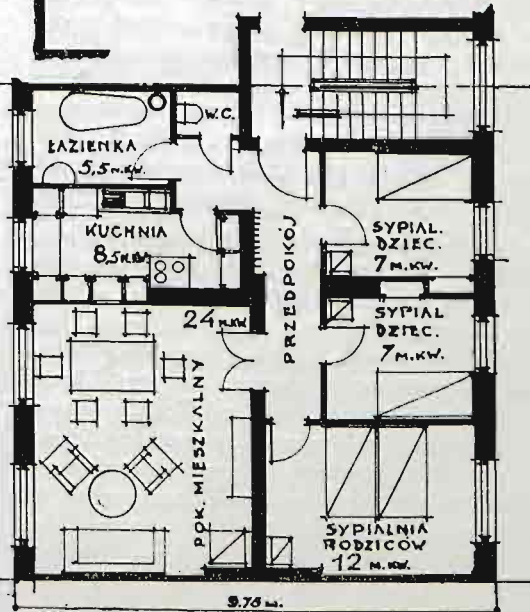 W.C.
ŁAZIENKA
5,5 M.KW.
KUCHNIA
8,5 M.KW.
PRZEDPOKÓJ
SYPIAL.
DZIEC.
7 M.KW.
SYPIAL
DZIEC.
7 M.KW.
24 M.KW
POK. MIESZKALNY
SYPIALNIA
RODZICÓW
12 M.KW.
9.75 M.